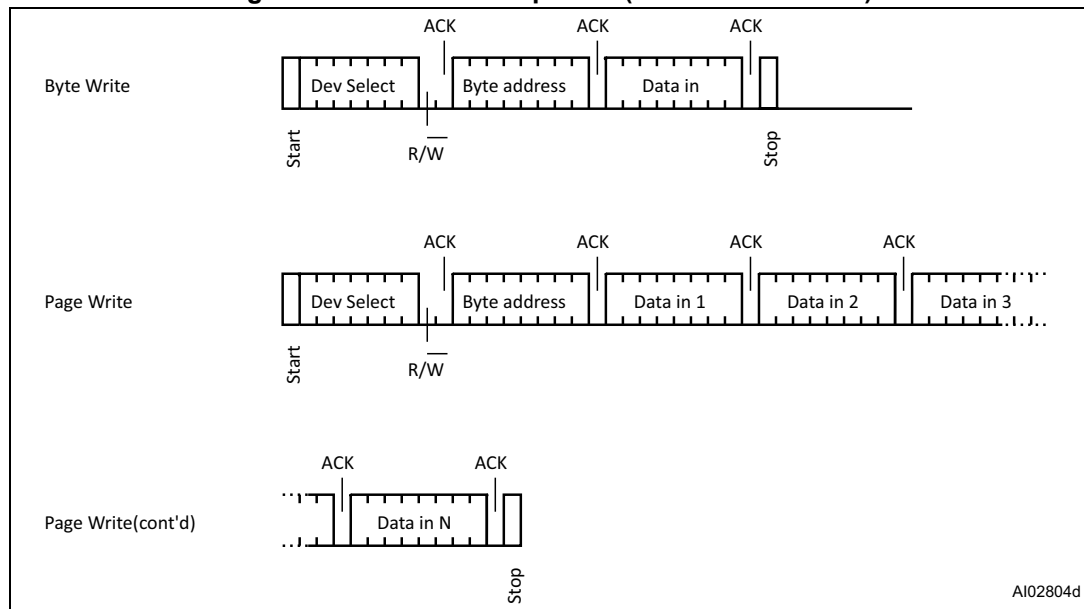 ACK ACK ACK
Byte Write Dev Select Byte address Data in
Start R/W Stop
ACK ACK ACK ACK
Page Write Dev Select Byte address Data in 1 Data in 2 Data in 3
Start R/W
ACK ACK
Page Write(cont'd) Data in N
Stop
AI02804d